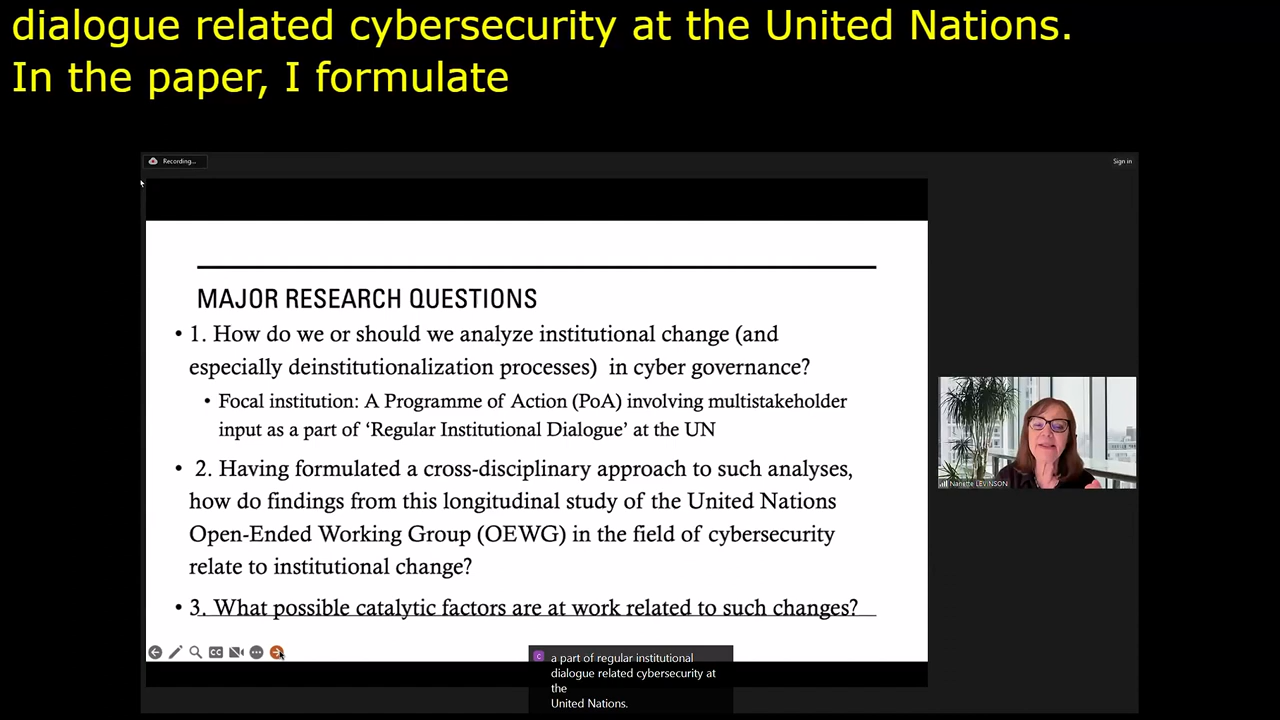 dialogue related cybersecurity at the United Nations.
In the paper, I formulate
Recording...
Sign in
MAJOR RESEARCH QUESTIONS
• 1. How do we or should we analyze institutional change (and
especially deinstitutionalization processes) in cyber governance?
• Focal institution: A Programme of Action (PoA) involving multistakeholder
input as a part of ‘Regular Institutional Dialogue’ at the UN
• 2. Having formulated a cross-disciplinary approach to such analyses,
how do findings from this longitudinal study of the United Nations
Open-Ended Working Group (OEWG) in the field of cybersecurity
relate to institutional change?
• 3. What possible catalytic factors are at work related to such changes?
Nanette LEVINSON
CC
C
a part of regular institutional
dialogue related cybersecurity at
the
United Nations.